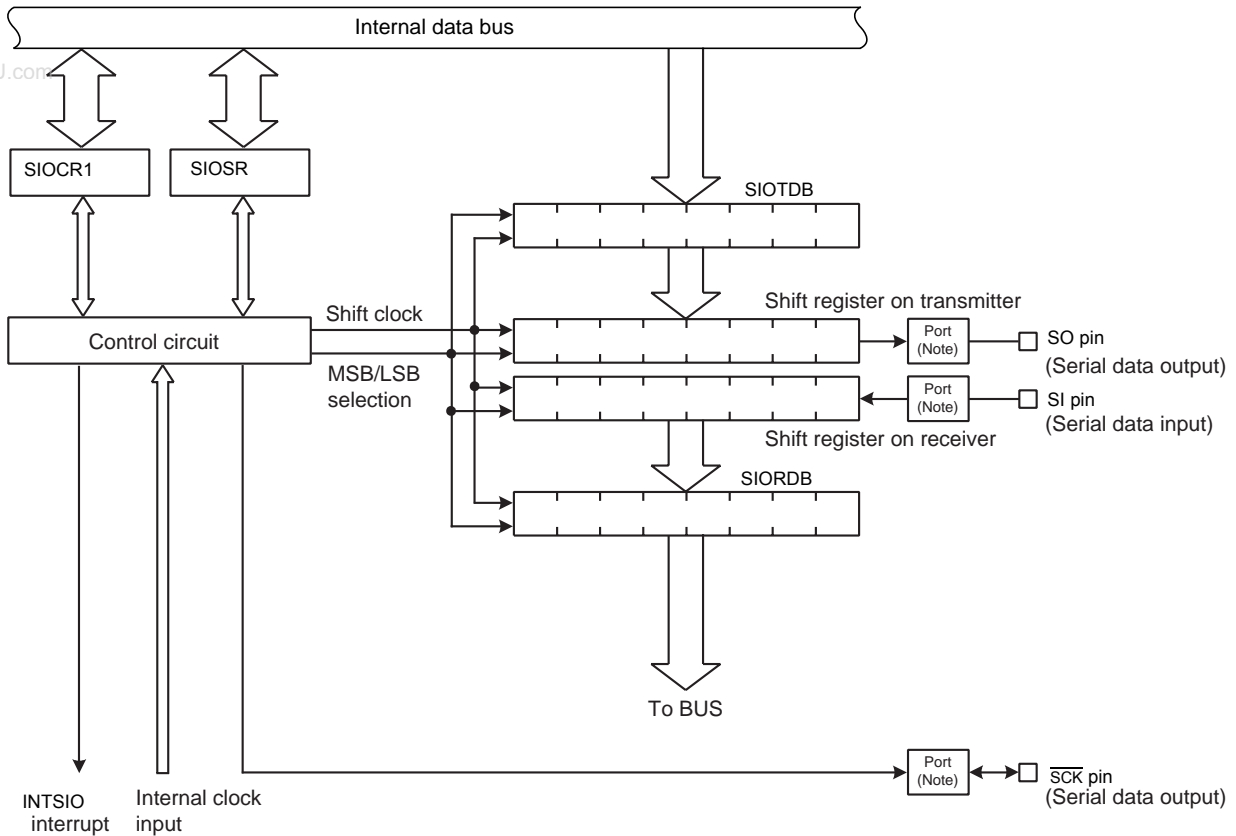 Internal data bus
U.com
SIOCR1
SIOSR
SIOTDB
Shift register on transmitter
Shift clock
Port
(Note)
SO pin
(Serial data output)
Control circuit
MSB/LSB
selection
Port
(Note)
SI pin
(Serial data input)
Shift register on receiver
SIORDB
To BUS
Port
(Note)
SCK pin
(Serial data output)
INTSIO
interrupt
Internal clock
input